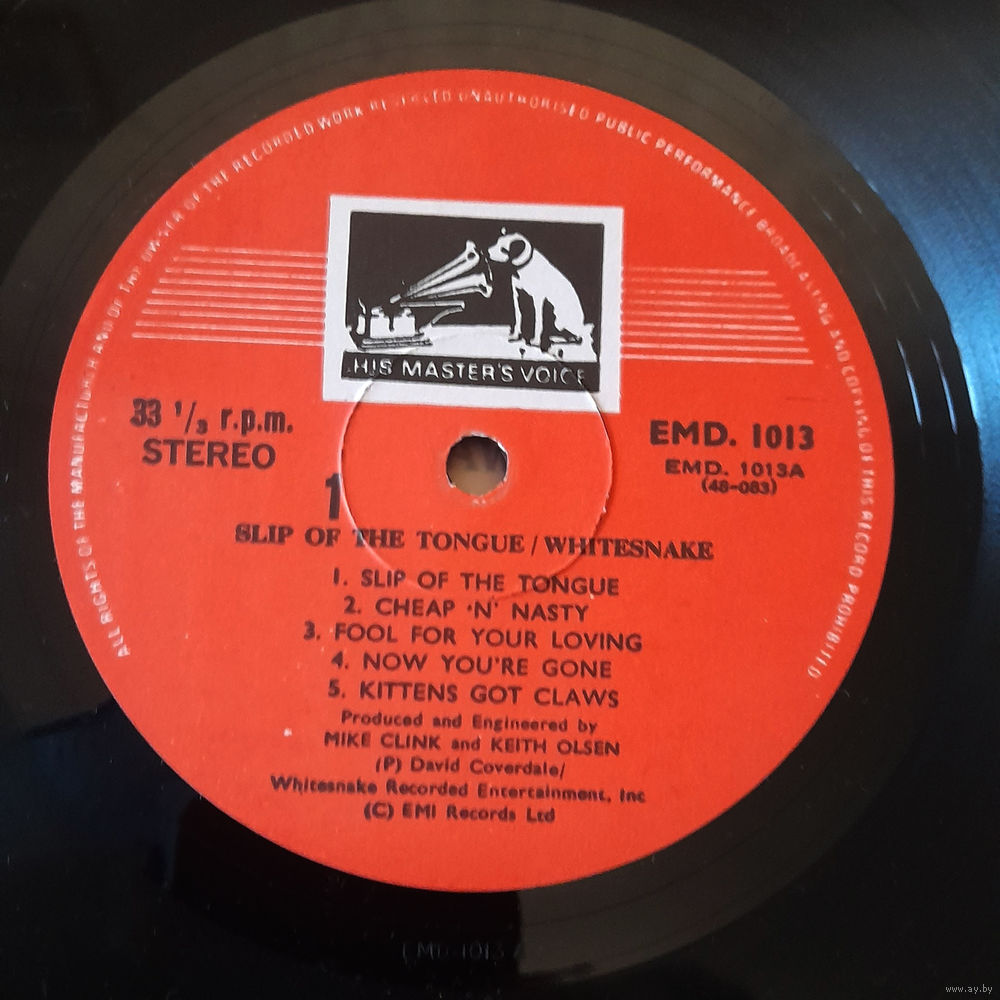 ALL RIGHTS OF THE MANUFACTURER AND OF THE OWNER OF THE RECORDED WORK RESERVED UNAUTHORISED PUBLIC PERFORMANCE BROADCASTING AND COPYING OF THIS RECORD PROHIBITED
HIS MASTER'S VOICE
33 1/3 r.p.m.
STEREO
1
EMD. 1013
EMD. 1013A
(48-083)
SLIP OF THE TONGUE / WHITESNAKE
1. SLIP OF THE TONGUE
2. CHEAP 'N' NASTY
3. FOOL FOR YOUR LOVING
4. NOW YOU'RE GONE
5. KITTENS GOT CLAWS
Produced and Engineered by
MIKE CLINK and KEITH OLSEN
(P) David Coverdale/
Whitesnake Recorded Entertainment, Inc
(C) EMI Records Ltd
www.ay.by